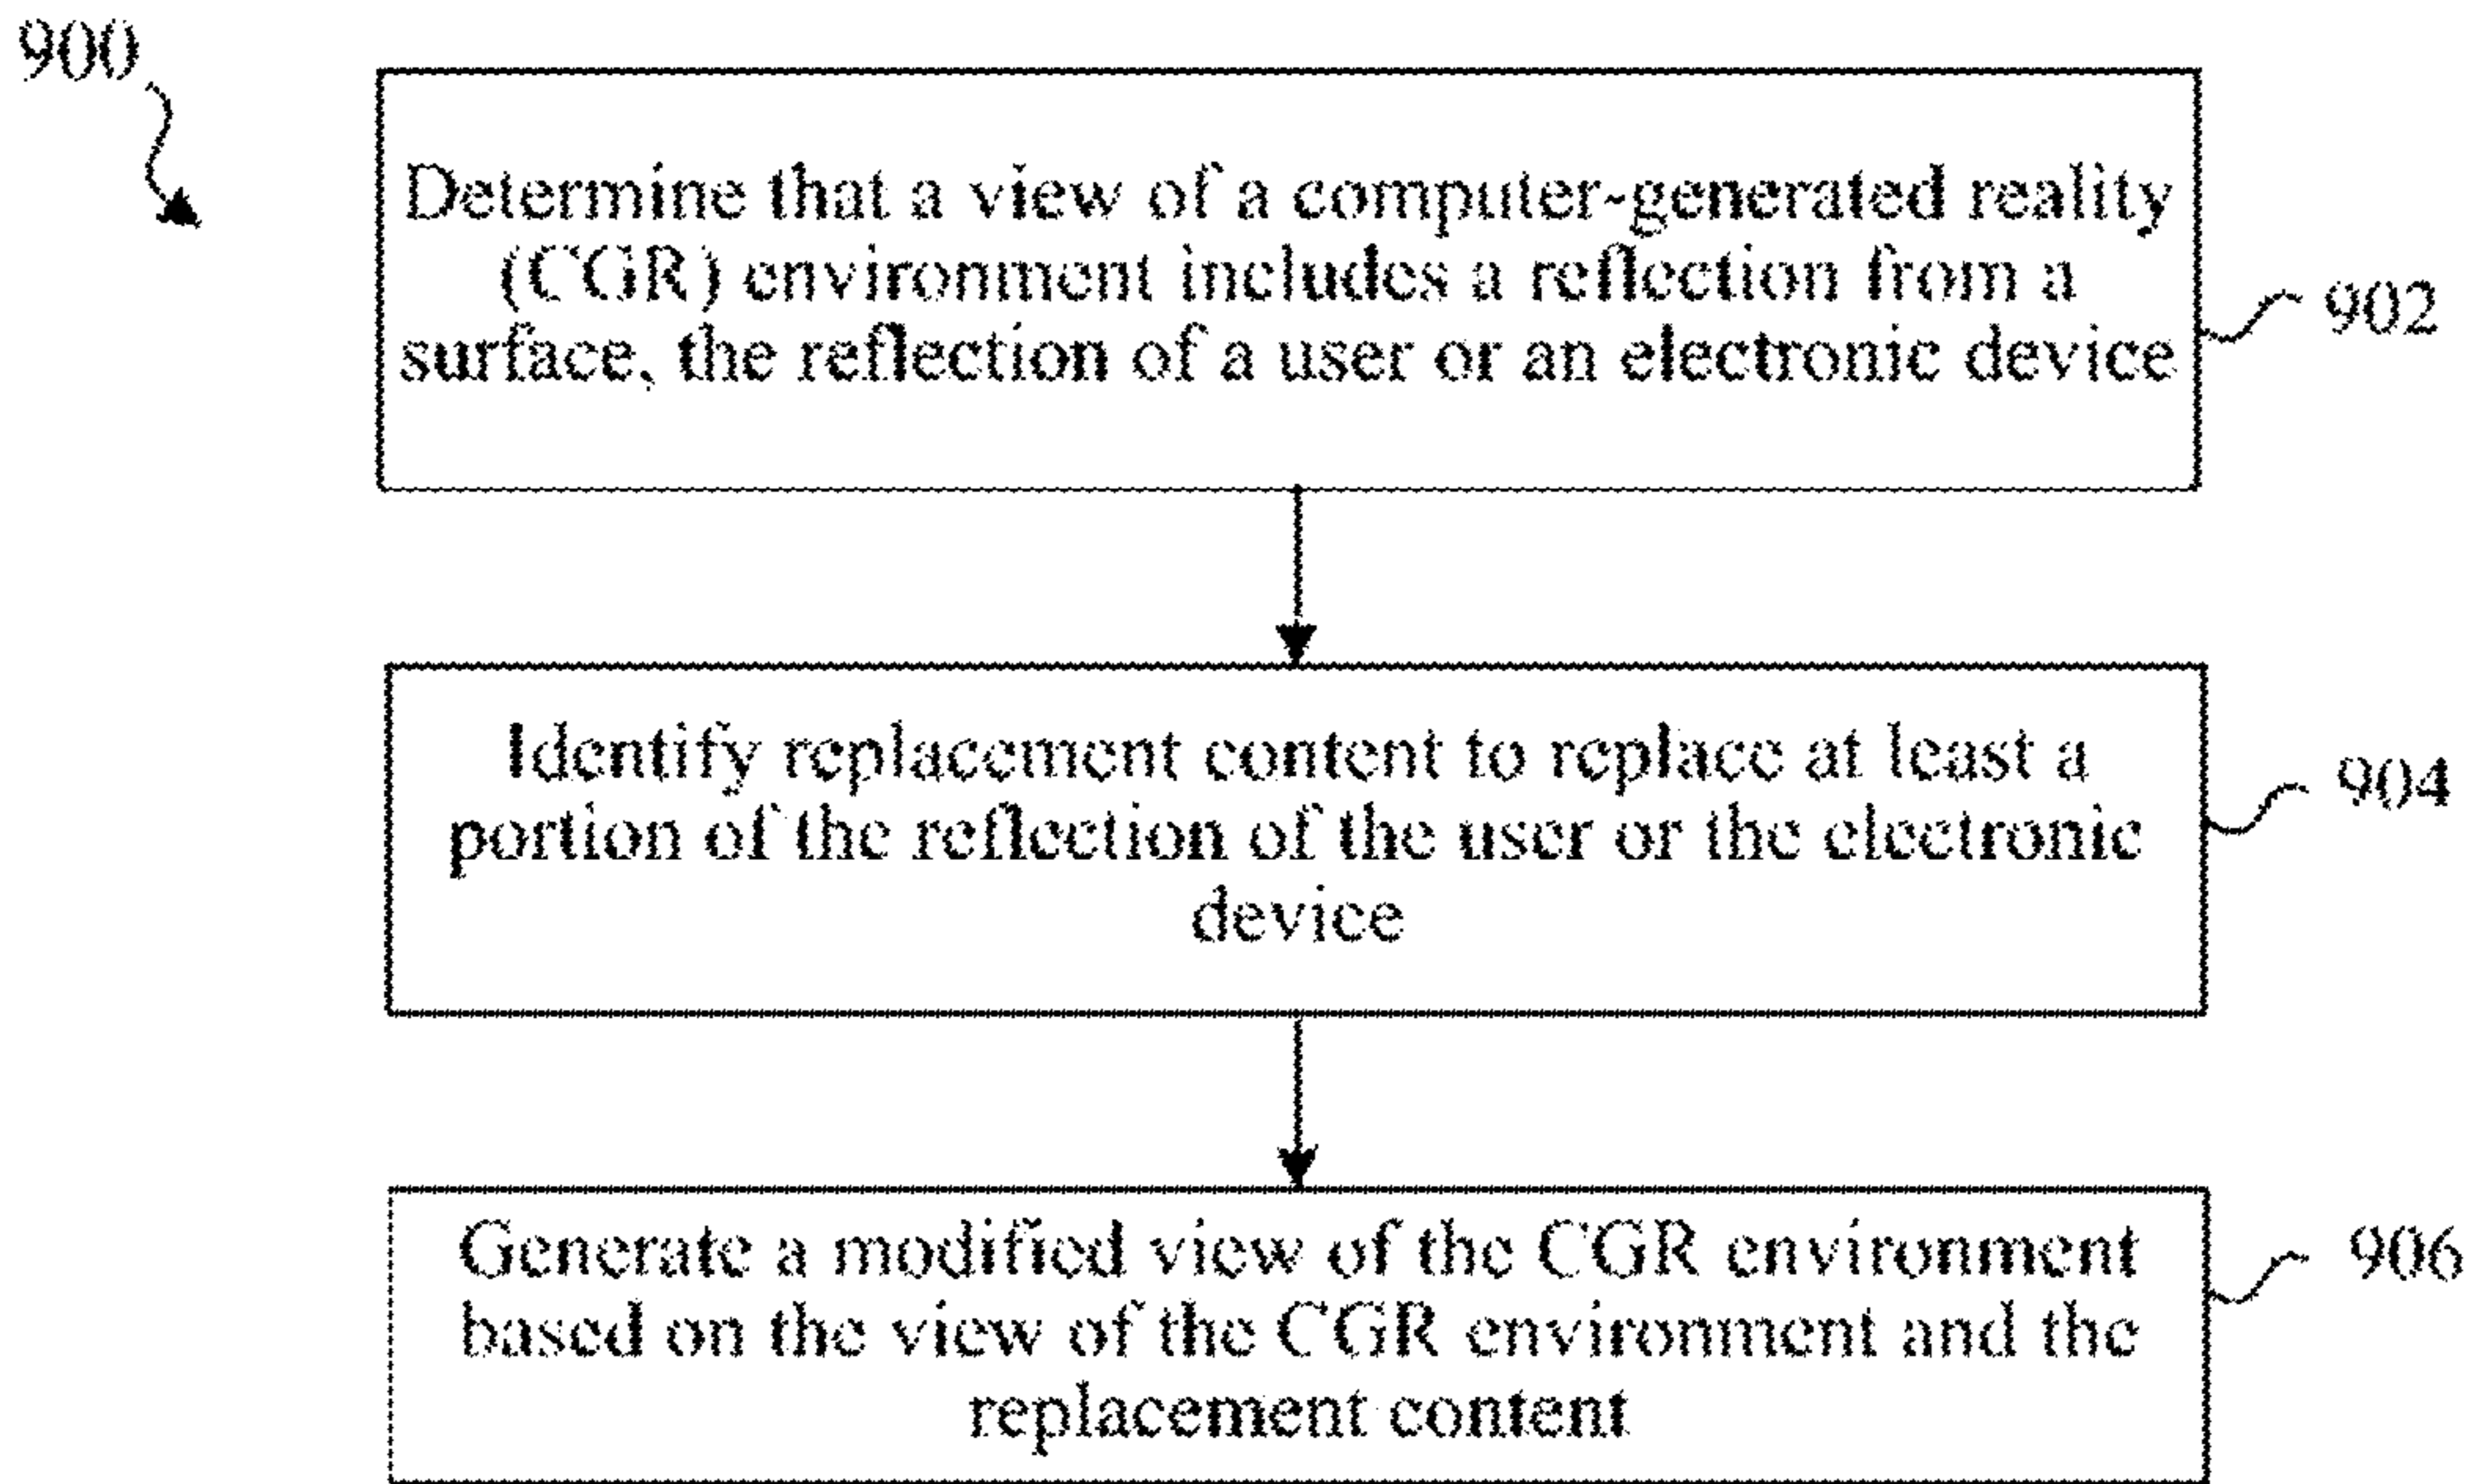 900
Determine that a view of a computer-generated reality
(CGR) environment includes a reflection from a
surface, the reflection of a user or an electronic device
902
Identify replacement content to replace at least a
portion of the reflection of the user or the electronic
device
904
Generate a modified view of the CGR environment
based on the view of the CGR environment and the
replacement content
906